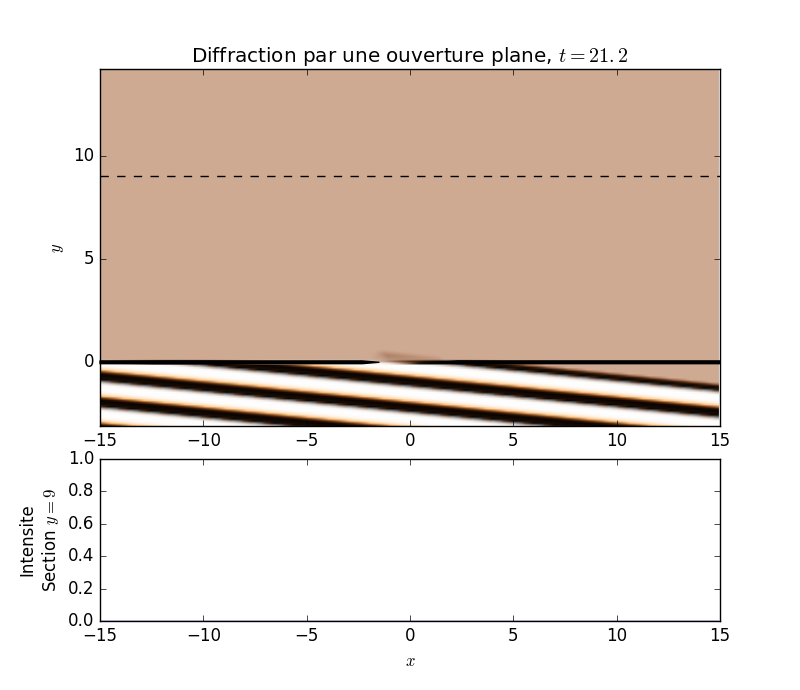 Diffraction par une ouverture plane, t = 21.2
10
5
0
y
−15 −10 −5 0 5 10 15
1.0
0.8
0.6
0.4
0.2
0.0
Intensite
Section y = 9
−15 −10 −5 0 5 10 15
x